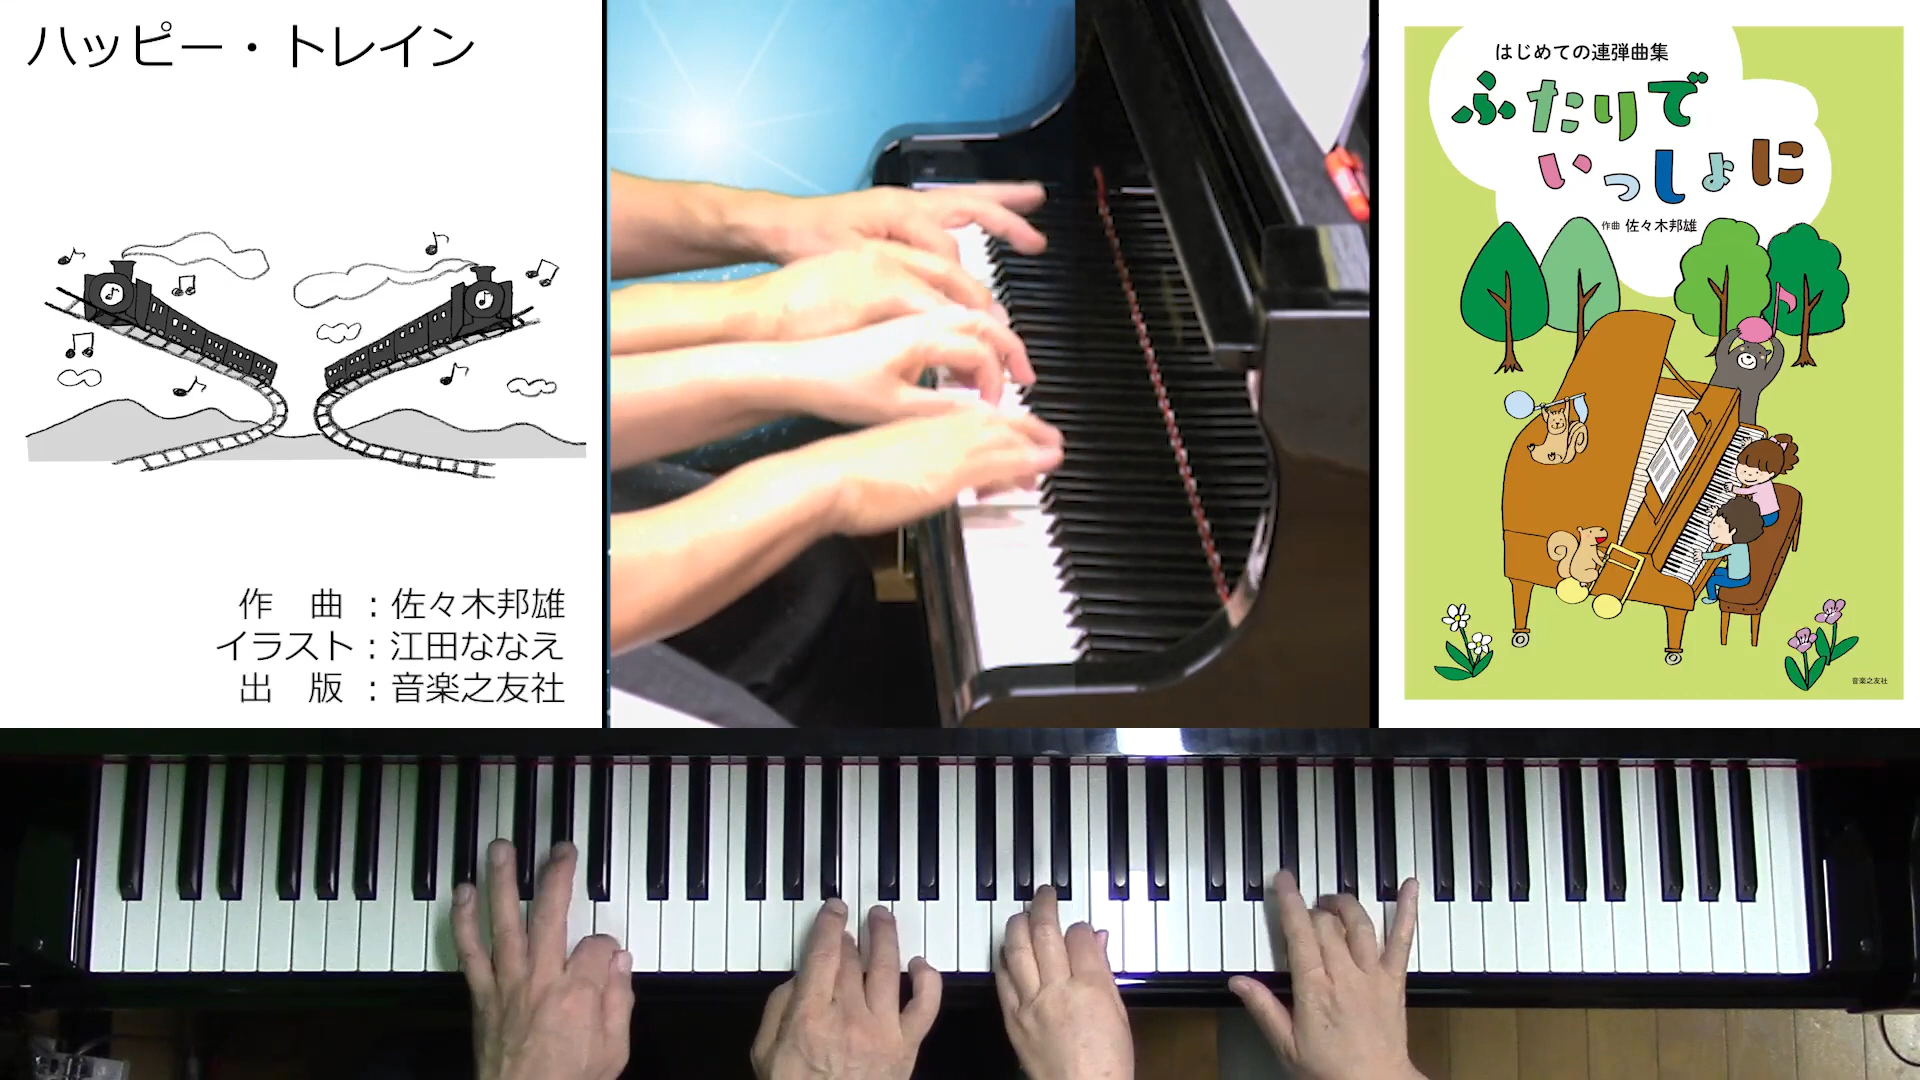 ハッピー・トレイン
作　曲　：佐々木邦雄
イラスト：江田ななえ
出　版　：音楽之友社
はじめての連弾曲集
ふたりで
いっしょに
作曲 佐々木邦雄
音楽之友社